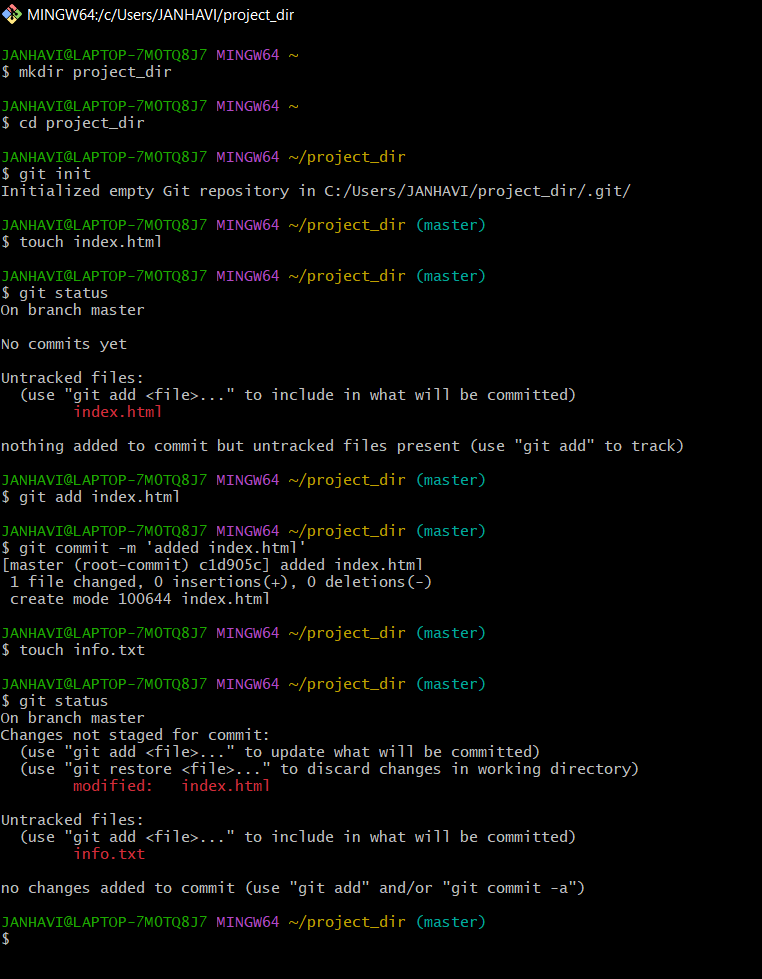 MINGW64:/c/Users/JANHAVI/project_dir
JANHAVI@LAPTOP-7M0TQ8J7 MINGW64 ~
$ mkdir project_dir
JANHAVI@LAPTOP-7M0TQ8J7 MINGW64 ~
$ cd project_dir
JANHAVI@LAPTOP-7M0TQ8J7 MINGW64 ~/project_dir
$ git init
Initialized empty Git repository in C:/Users/JANHAVI/project_dir/.git/
JANHAVI@LAPTOP-7M0TQ8J7 MINGW64 ~/project_dir (master)
$ touch index.html
JANHAVI@LAPTOP-7M0TQ8J7 MINGW64 ~/project_dir (master)
$ git status
On branch master
No commits yet
Untracked files:
  (use "git add <file>..." to include in what will be committed)
        index.html
nothing added to commit but untracked files present (use "git add" to track)
JANHAVI@LAPTOP-7M0TQ8J7 MINGW64 ~/project_dir (master)
$ git add index.html
JANHAVI@LAPTOP-7M0TQ8J7 MINGW64 ~/project_dir (master)
$ git commit -m 'added index.html'
[master (root-commit) c1d905c] added index.html
 1 file changed, 0 insertions(+), 0 deletions(-)
 create mode 100644 index.html
JANHAVI@LAPTOP-7M0TQ8J7 MINGW64 ~/project_dir (master)
$ touch info.txt
JANHAVI@LAPTOP-7M0TQ8J7 MINGW64 ~/project_dir (master)
$ git status
On branch master
Changes not staged for commit:
  (use "git add <file>..." to update what will be committed)
  (use "git restore <file>..." to discard changes in working directory)
        modified:   index.html
Untracked files:
  (use "git add <file>..." to include in what will be committed)
        info.txt
no changes added to commit (use "git add" and/or "git commit -a")
JANHAVI@LAPTOP-7M0TQ8J7 MINGW64 ~/project_dir (master)
$